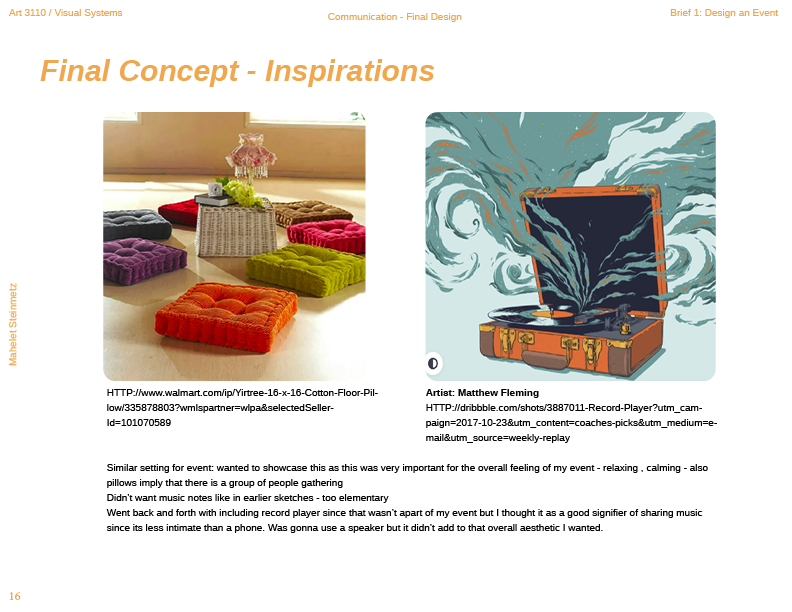 Art 3110 / Visual Systems
Communication - Final Design
Brief 1: Design an Event
Final Concept - Inspirations
Mahelet Steinmetz
HTTP://www.walmart.com/ip/Yirtree-16-x-16-Cotton-Floor-Pil-
low/335878803?wmlspartner=wlpa&selectedSeller-
Id=101070589
Artist: Matthew Fleming
HTTP://dribbble.com/shots/3887011-Record-Player?utm_cam-
paign=2017-10-23&utm_content=coaches-picks&utm_medium=e-
mail&utm_source=weekly-replay
Similar setting for event: wanted to showcase this as this was very important for the overall feeling of my event - relaxing , calming - also
pillows imply that there is a group of people gathering
Didn't want music notes like in earlier sketches - too elementary
Went back and forth with including record player since that wasn't apart of my event but I thought it as a good signifier of sharing music
since its less intimate than a phone. Was gonna use a speaker but it didn't add to that overall aesthetic I wanted.
16